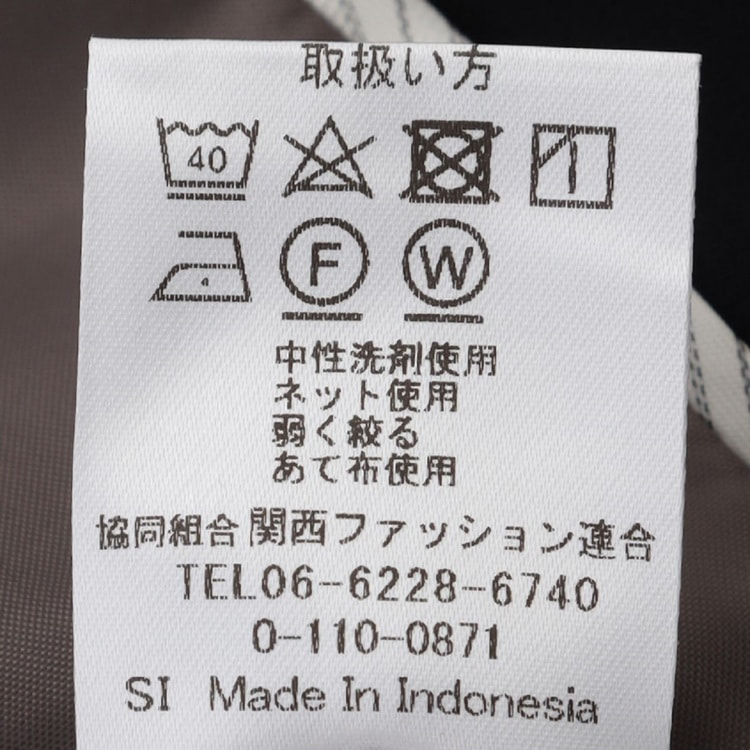 取扱い方
40
F W
中性洗剤使用
ネット使用
弱く絞る
あて布使用
協同組合 関西ファッション連合
TEL06-6228-6740
0-110-0871
SI Made In Indonesia